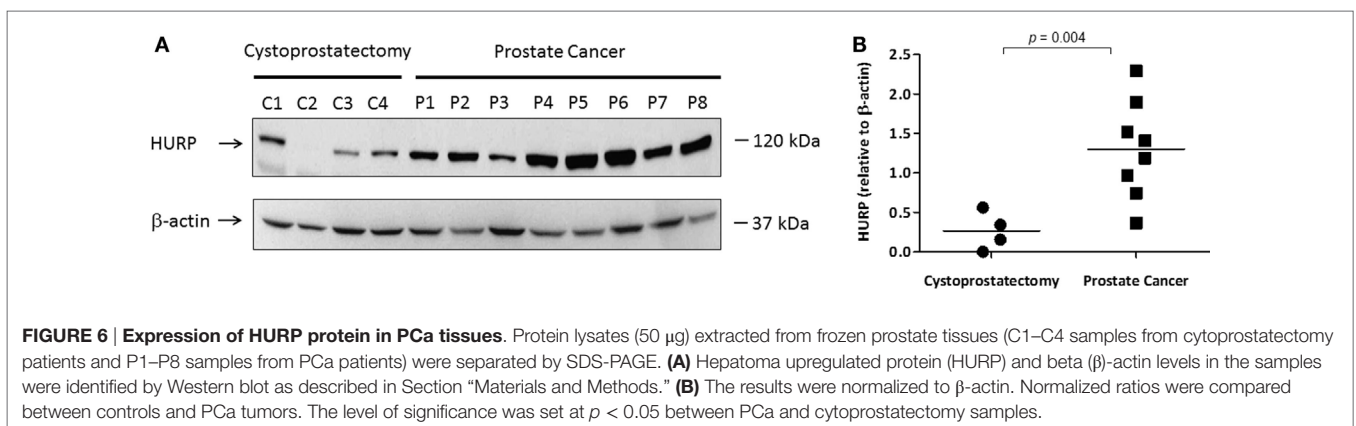 A
Cystoprostatectomy Prostate Cancer
C1 C2 C3 C4 P1 P2 P3 P4 P5 P6 P7 P8
HURP → – 120 kDa
β-actin → – 37 kDa
B
p = 0.004
HURP (relative to β-actin)
2.5
2.0
1.5
1.0
0.5
0.0
Cystoprostatectomy Prostate Cancer
FIGURE 6 | Expression of HURP protein in PCa tissues. Protein lysates (50 μg) extracted from frozen prostate tissues (C1–C4 samples from cytoprostatectomy
patients and P1–P8 samples from PCa patients) were separated by SDS-PAGE. (A) Hepatoma upregulated protein (HURP) and beta (β)-actin levels in the samples
were identified by Western blot as described in Section “Materials and Methods.” (B) The results were normalized to β-actin. Normalized ratios were compared
between controls and PCa tumors. The level of significance was set at p < 0.05 between PCa and cytoprostatectomy samples.